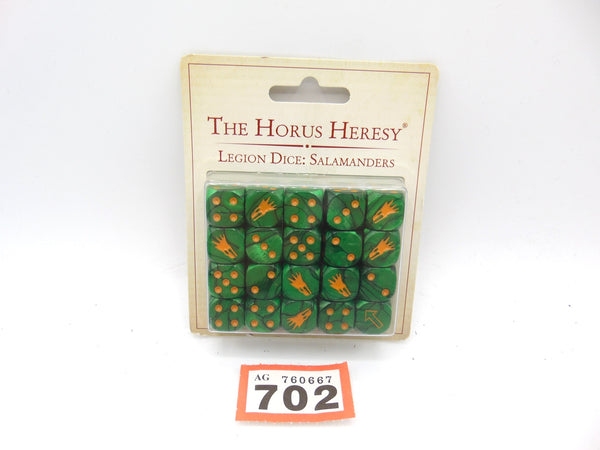 THE HORUS HERESY®
LEGION DICE: SALAMANDERS
AG 760667
702